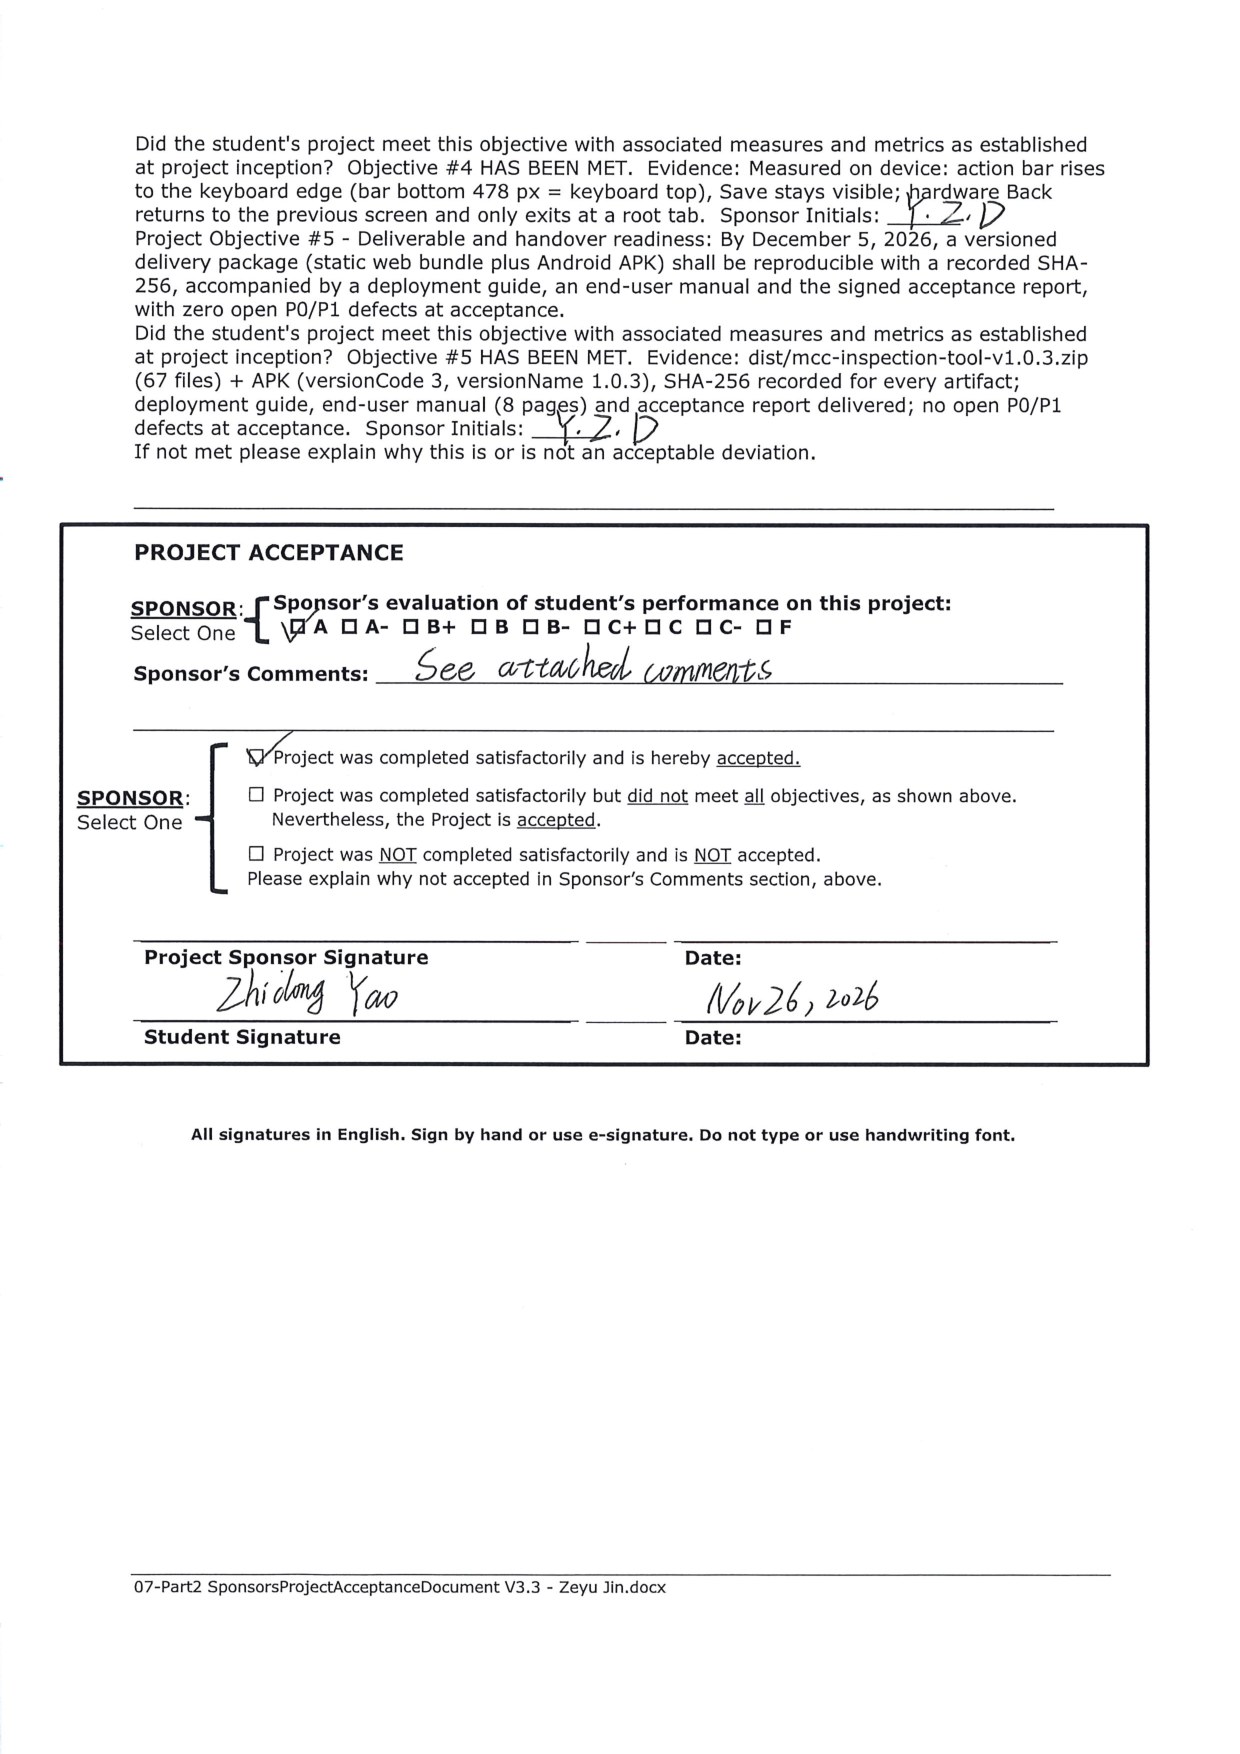 Did the student's project meet this objective with associated measures and metrics as established
at project inception?  Objective #4 HAS BEEN MET.  Evidence: Measured on device: action bar rises
to the keyboard edge (bar bottom 478 px = keyboard top), Save stays visible; hardware Back
returns to the previous screen and only exits at a root tab.  Sponsor Initials: Y.Z.D
Project Objective #5 - Deliverable and handover readiness: By December 5, 2026, a versioned
delivery package (static web bundle plus Android APK) shall be reproducible with a recorded SHA-
256, accompanied by a deployment guide, an end-user manual and the signed acceptance report,
with zero open P0/P1 defects at acceptance.
Did the student's project meet this objective with associated measures and metrics as established
at project inception?  Objective #5 HAS BEEN MET.  Evidence: dist/mcc-inspection-tool-v1.0.3.zip
(67 files) + APK (versionCode 3, versionName 1.0.3), SHA-256 recorded for every artifact;
deployment guide, end-user manual (8 pages) and acceptance report delivered; no open P0/P1
defects at acceptance.  Sponsor Initials: Y.Z.D
If not met please explain why this is or is not an acceptable deviation.
PROJECT ACCEPTANCE
SPONSOR: Sponsor's evaluation of student's performance on this project:
Select One ☑ A ☐ A- ☐ B+ ☐ B ☐ B- ☐ C+ ☐ C ☐ C- ☐ F
Sponsor's Comments: See attached comments
☑ Project was completed satisfactorily and is hereby accepted.
SPONSOR:
Select One
☐ Project was completed satisfactorily but did not meet all objectives, as shown above.
Nevertheless, the Project is accepted.
☐ Project was NOT completed satisfactorily and is NOT accepted.
Please explain why not accepted in Sponsor's Comments section, above.
Project Sponsor Signature Date:
Zhidong Yao Nov 26, 2026
Student Signature Date:
All signatures in English. Sign by hand or use e-signature. Do not type or use handwriting font.
07-Part2 SponsorsProjectAcceptanceDocument V3.3 - Zeyu Jin.docx